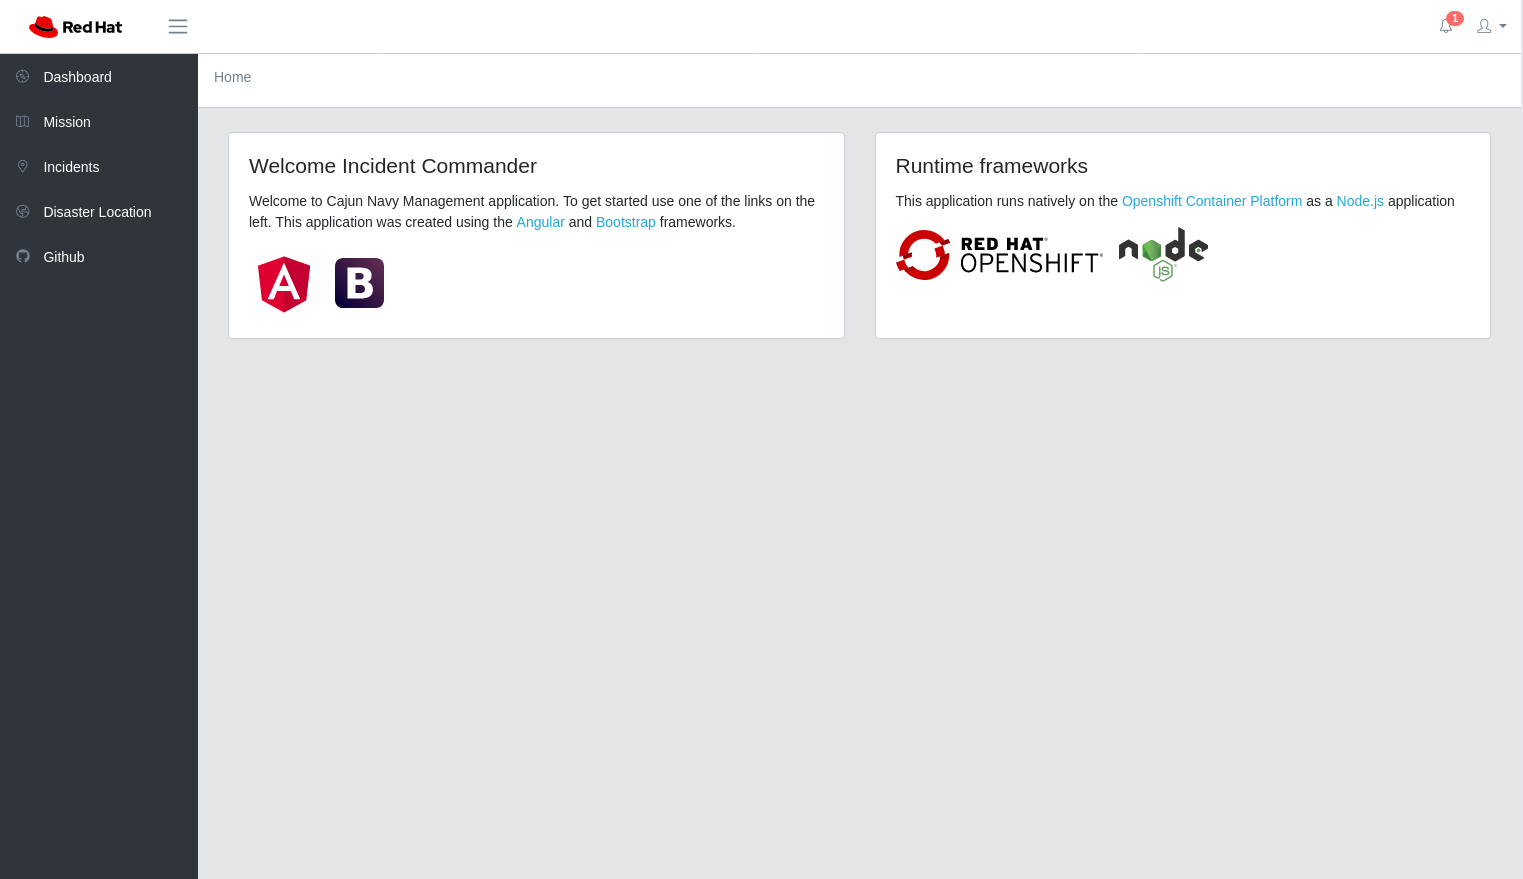 Red Hat
1
Dashboard
Mission
Incidents
Disaster Location
Github
Home
Welcome Incident Commander
Welcome to Cajun Navy Management application. To get started use one of the links on the
left. This application was created using the Angular and Bootstrap frameworks.
A
B
Runtime frameworks
This application runs natively on the Openshift Container Platform as a Node.js application
RED HAT®
OPENSHIFT®
node
JS®